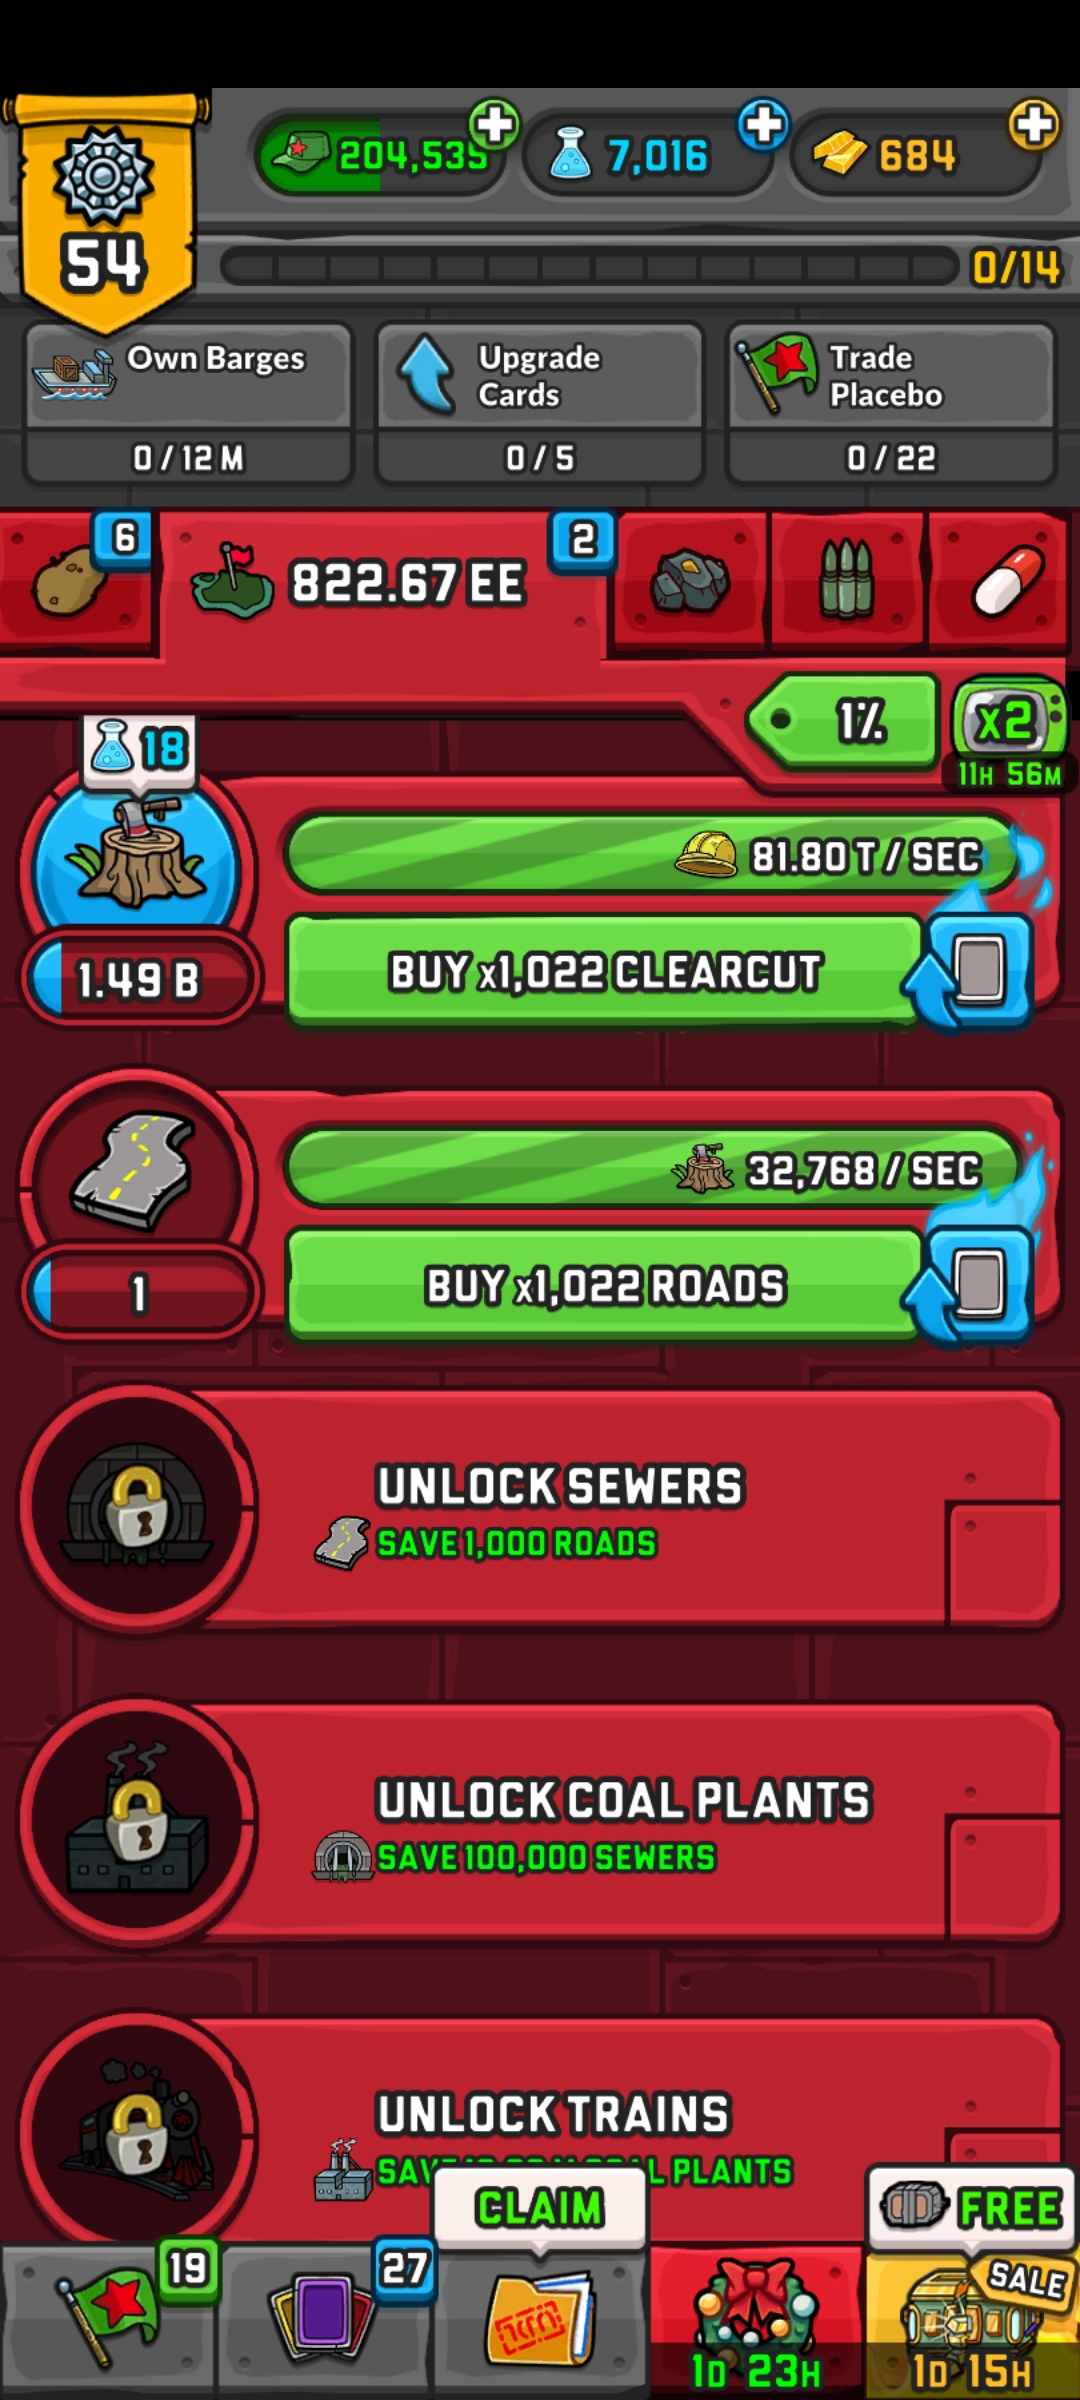 204,535
7,016
684
54
0/14
Own Barges
0 / 12 M
Upgrade
Cards
0 / 5
Trade
Placebo
0 / 22
6
822.67 EE
2
1%
x2
11H 56M
18
81.80 T / SEC
1.49 B
BUY x1,022 CLEARCUT
32,768 / SEC
1
BUY x1,022 ROADS
UNLOCK SEWERS
SAVE 1,000 ROADS
UNLOCK COAL PLANTS
SAVE 100,000 SEWERS
UNLOCK TRAINS
PLANTS
CLAIM
FREE
19
27
SALE
1D 23H
1D 15H